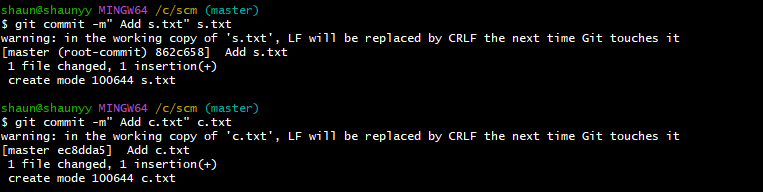 shaun@shaunyy MINGW64 /c/scm (master)
$ git commit -m" Add s.txt" s.txt
warning: in the working copy of 's.txt', LF will be replaced by CRLF the next time Git touches it
[master (root-commit) 862c658]  Add s.txt
 1 file changed, 1 insertion(+)
 create mode 100644 s.txt

shaun@shaunyy MINGW64 /c/scm (master)
$ git commit -m" Add c.txt" c.txt
warning: in the working copy of 'c.txt', LF will be replaced by CRLF the next time Git touches it
[master ec8dda5]  Add c.txt
 1 file changed, 1 insertion(+)
 create mode 100644 c.txt